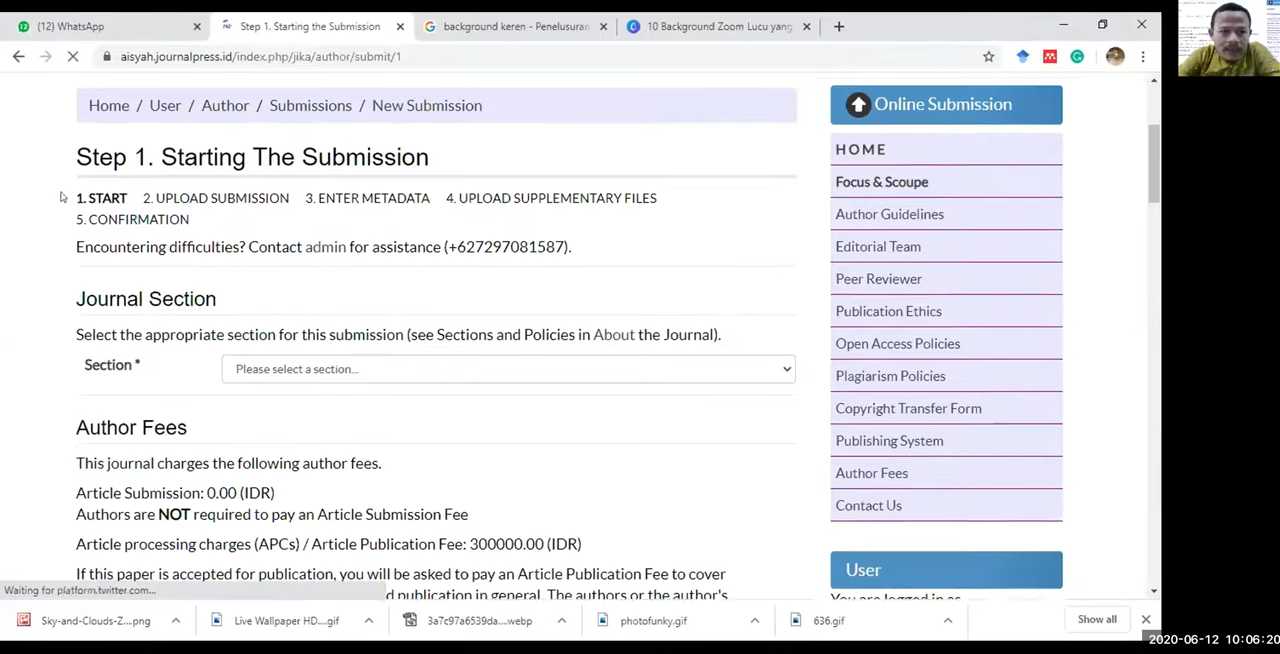 (12) WhatsApp
Step 1. Starting the Submission
background keren - Penelusuran
10 Background Zoom Lucu yang
aisyah.journalpress.id/index.php/jika/author/submit/1
Home / User / Author / Submissions / New Submission
Step 1. Starting The Submission
1. START 2. UPLOAD SUBMISSION 3. ENTER METADATA 4. UPLOAD SUPPLEMENTARY FILES
5. CONFIRMATION
Encountering difficulties? Contact admin for assistance (+627297081587).
Journal Section
Select the appropriate section for this submission (see Sections and Policies in About the Journal).
Section *
Please select a section...
Author Fees
This journal charges the following author fees.
Article Submission: 0.00 (IDR)
Authors are NOT required to pay an Article Submission Fee
Article processing charges (APCs) / Article Publication Fee: 300000.00 (IDR)
If this paper is accepted for publication, you will be asked to pay an Article Publication Fee to cover
d publication in general. The authors or the author's
Online Submission
HOME
Focus & Scoupe
Author Guidelines
Editorial Team
Peer Reviewer
Publication Ethics
Open Access Policies
Plagiarism Policies
Copyright Transfer Form
Publishing System
Author Fees
Contact Us
User
You are logged in as
Waiting for platform.twitter.com...
Sky-and-Clouds-Z....png
Live Wallpaper HD....gif
3a7c97a6539da....webp
photofunky.gif
636.gif
Show all
2020-06-12 10:06:20